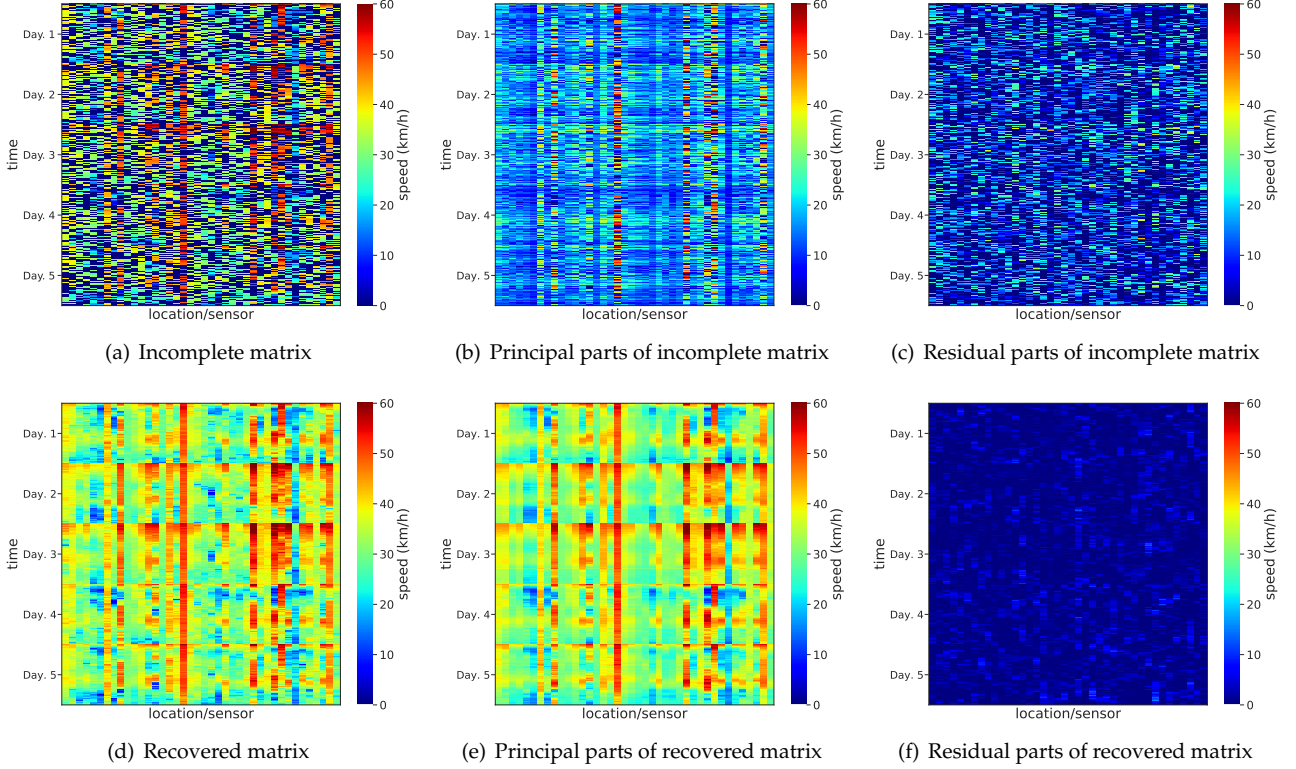 60
50
40
30
20
10
0
speed (km/h)
Day. 1
Day. 2
Day. 3
Day. 4
Day. 5
time
location/sensor
(a) Incomplete matrix
60
50
40
30
20
10
0
speed (km/h)
Day. 1
Day. 2
Day. 3
Day. 4
Day. 5
time
location/sensor
(b) Principal parts of incomplete matrix
60
50
40
30
20
10
0
speed (km/h)
Day. 1
Day. 2
Day. 3
Day. 4
Day. 5
time
location/sensor
(c) Residual parts of incomplete matrix
60
50
40
30
20
10
0
speed (km/h)
Day. 1
Day. 2
Day. 3
Day. 4
Day. 5
time
location/sensor
(d) Recovered matrix
60
50
40
30
20
10
0
speed (km/h)
Day. 1
Day. 2
Day. 3
Day. 4
Day. 5
time
location/sensor
(e) Principal parts of recovered matrix
60
50
40
30
20
10
0
speed (km/h)
Day. 1
Day. 2
Day. 3
Day. 4
Day. 5
time
location/sensor
(f) Residual parts of recovered matrix